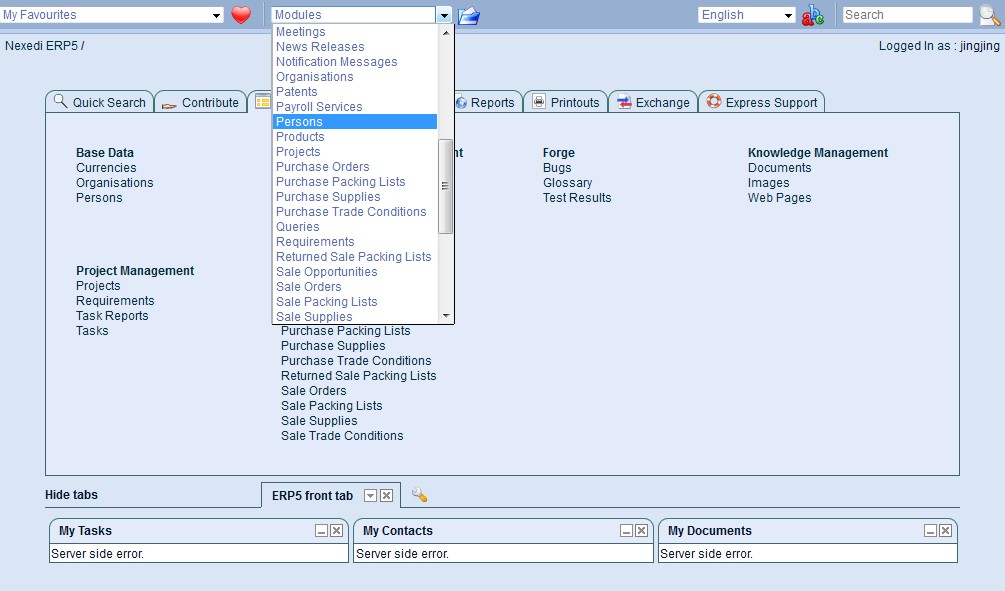 My Favourites
Modules
English
abc
Search
Nexedi ERP5 /
Logged In as : jingjing
Meetings
News Releases
Notification Messages
Organisations
Patents
Payroll Services
Persons
Products
Projects
Purchase Orders
Purchase Packing Lists
Purchase Supplies
Purchase Trade Conditions
Queries
Requirements
Returned Sale Packing Lists
Sale Opportunities
Sale Orders
Sale Packing Lists
Sale Supplies
Quick Search
Contribute
Reports
Printouts
Exchange
Express Support
Base Data
Currencies
Organisations
Persons
nt
Forge
Bugs
Glossary
Test Results
Knowledge Management
Documents
Images
Web Pages
Project Management
Projects
Requirements
Task Reports
Tasks
Purchase Packing Lists
Purchase Supplies
Purchase Trade Conditions
Returned Sale Packing Lists
Sale Orders
Sale Packing Lists
Sale Supplies
Sale Trade Conditions
Hide tabs
ERP5 front tab
My Tasks
Server side error.
My Contacts
Server side error.
My Documents
Server side error.